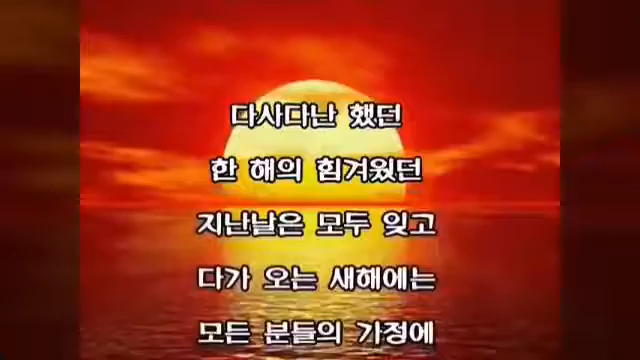 다사다난 했던
한 해의 힘겨웠던
지난날은 모두 잊고
다가 오는 새해에는
모든 분들의 가정에